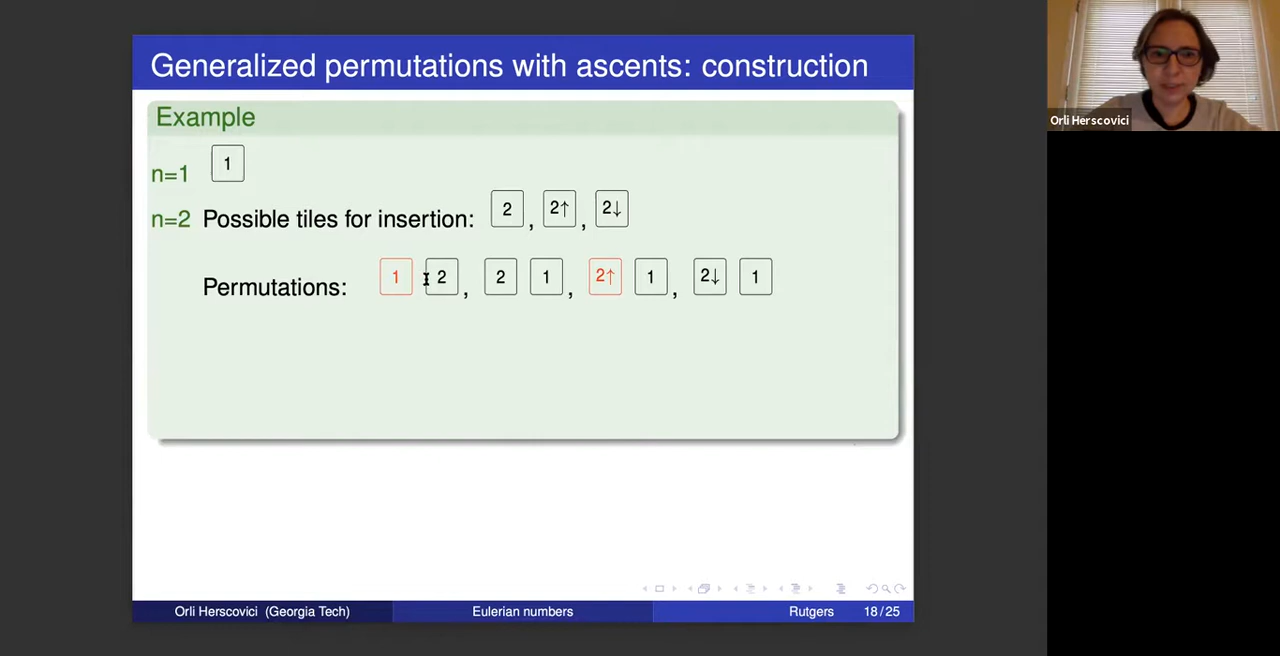 Generalized permutations with ascents: construction
Example
n=1 1
n=2 Possible tiles for insertion: 2 , 2↑ , 2↓
Permutations: 1 2 , 2 1 , 2↑ 1 , 2↓ 1
Orli Herscovici (Georgia Tech) Eulerian numbers Rutgers 18/25
Orli Herscovici